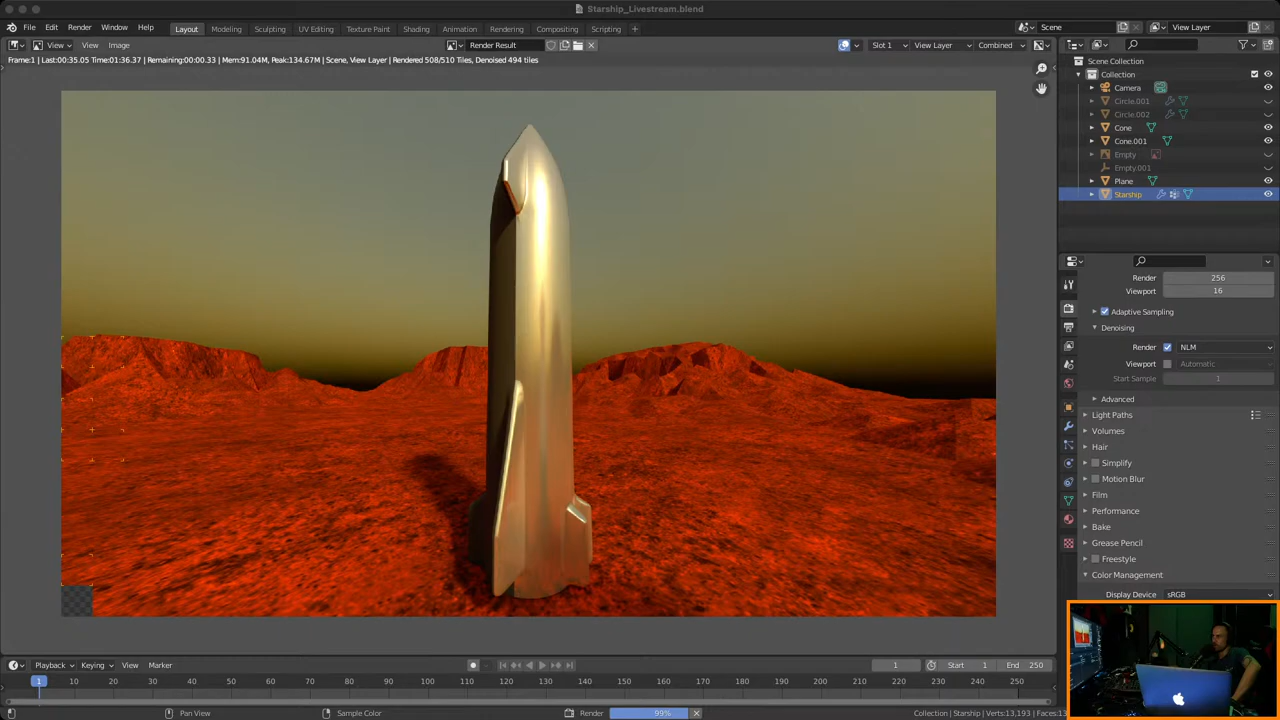 Starship_Livestream.blend
File Edit Render Window Help
Layout Modeling Sculpting UV Editing Texture Paint Shading Animation Rendering Compositing Scripting +
Scene
View Layer
View View Image
Render Result
Slot 1 View Layer Combined
Frame:1 | Last:00:35.05 Time:01:36.37 | Remaining:00:00.33 | Mem:91.04M, Peak:134.67M | Scene, View Layer | Rendered 508/510 Tiles, Denoised 494 tiles
Scene Collection
Collection
Camera
Circle.001
Circle.002
Cone
Cone.001
Empty
Empty.001
Plane
Starship
Render 256
Viewport 16
Adaptive Sampling
Denoising
Render NLM
Viewport Automatic
Start Sample 1
Advanced
Light Paths
Volumes
Hair
Simplify
Motion Blur
Film
Performance
Bake
Grease Pencil
Freestyle
Color Management
Display Device sRGB
Playback Keying View Marker
1 Start 1 End 250
1 10 20 30 40 50 60 70 80 90 100 110 120 130 140 150 160 170 180 190 200 210 220 230 240 250
Pan View
Sample Color
Render 99%
Collection | Starship | Verts:13,193 | Faces:13